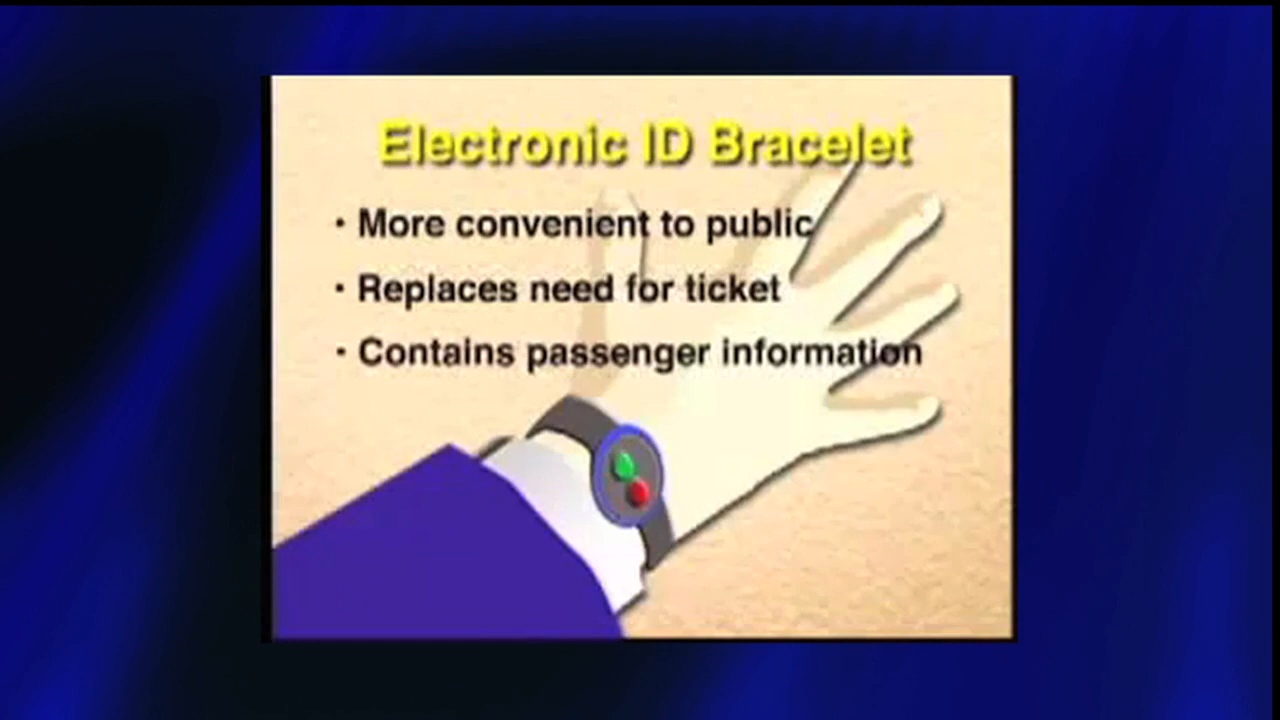 Electronic ID Bracelet
· More convenient to public
· Replaces need for ticket
· Contains passenger information